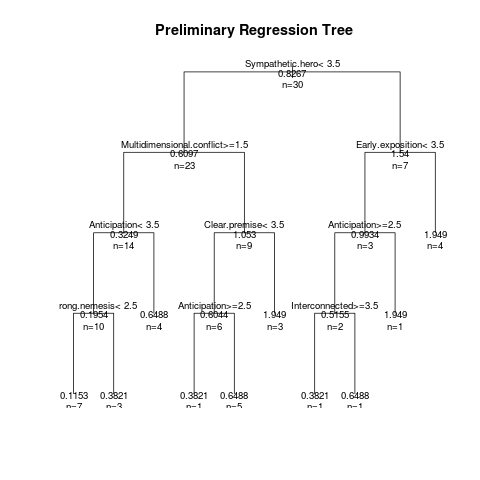 Preliminary Regression Tree
Sympathetic.hero< 3.5
0.8267
n=30
Multidimensional.conflict>=1.5
0.6097
n=23
Early.exposition< 3.5
1.54
n=7
Anticipation< 3.5
0.3249
n=14
Clear.premise< 3.5
1.053
n=9
Anticipation>=2.5
0.9934
n=3
1.949
n=4
rong.nemesis< 2.5
0.1954
n=10
0.6488
n=4
Anticipation>=2.5
0.6044
n=6
1.949
n=3
Interconnected>=3.5
0.5155
n=2
1.949
n=1
0.1153
n=7
0.3821
n=3
0.3821
n=1
0.6488
n=5
0.3821
n=1
0.6488
n=1